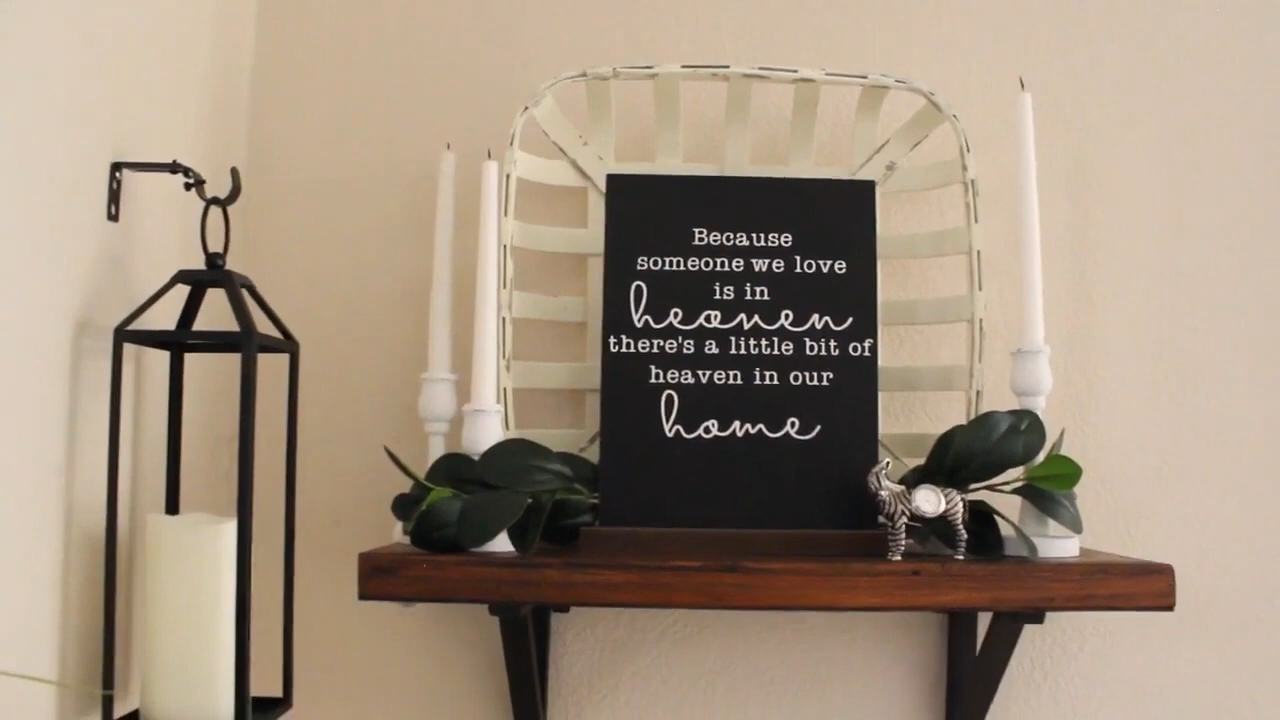 Because
someone we love
is in
heaven
there's a little bit of
heaven in our
home